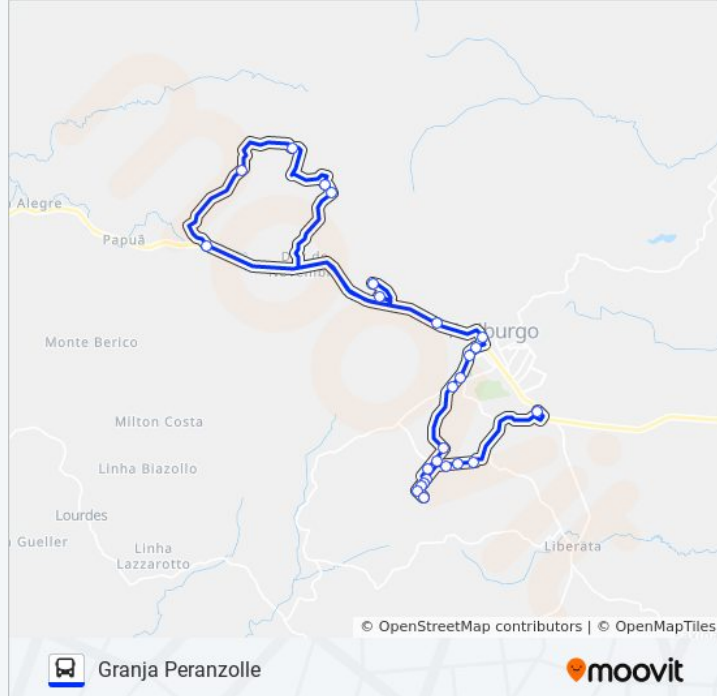 Alegre
Papuã
Monte Berico
Milton Costa
Linha Biazollo
Lourdes
Gueller
Linha
Lazzarotto
Liberata
© OpenStreetMap contributors | © OpenMapTiles
Granja Peranzolle
moovit